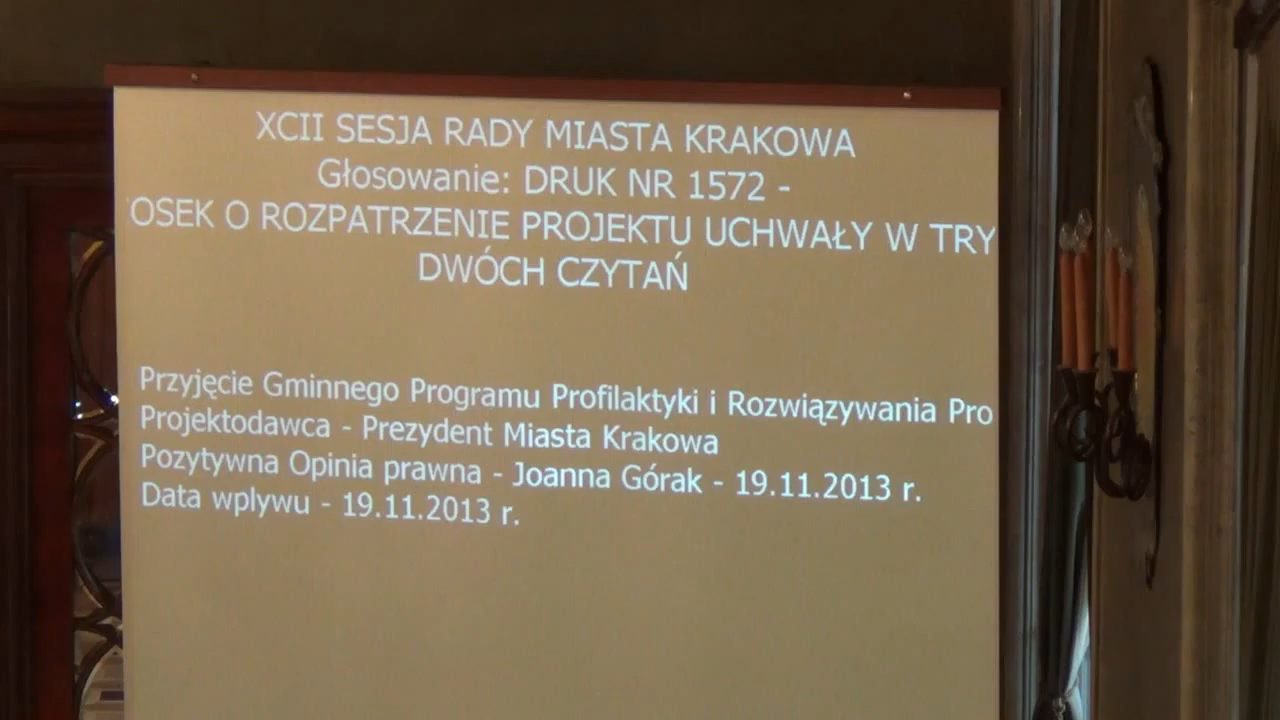 XCII SESJA RADY MIASTA KRAKOWA
Głosowanie: DRUK NR 1572 -
OSEK O ROZPATRZENIE PROJEKTU UCHWAŁY W TRY
DWÓCH CZYTAŃ
Przyjęcie Gminnego Programu Profilaktyki i Rozwiązywania Pro
Projektodawca - Prezydent Miasta Krakowa
Pozytywna Opinia prawna - Joanna Górak - 19.11.2013 r.
Data wplywu - 19.11.2013 r.